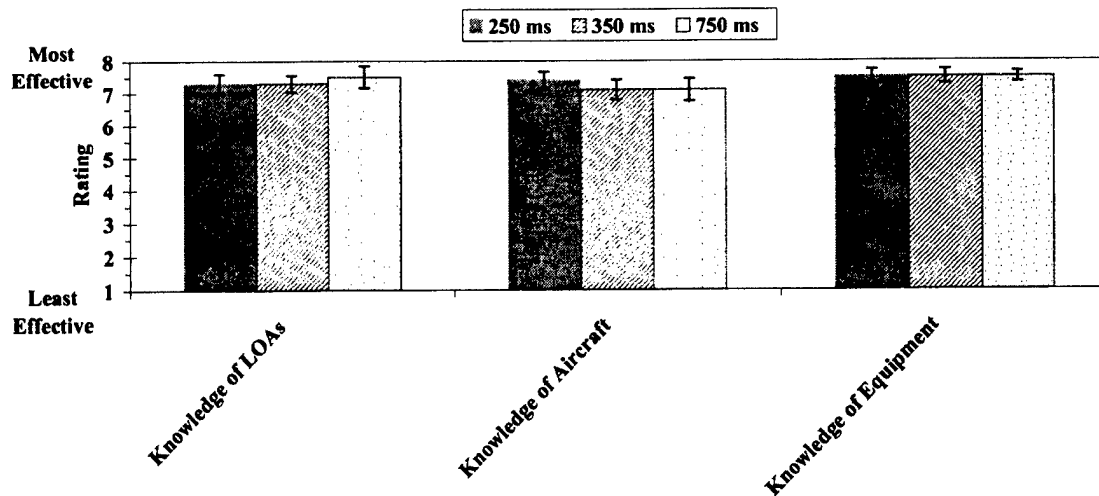 250 ms 350 ms 750 ms
Most
Effective
8
7
6
5
4
3
2
1
Rating
Least
Effective
Knowledge of LOAs
Knowledge of Aircraft
Knowledge of Equipment